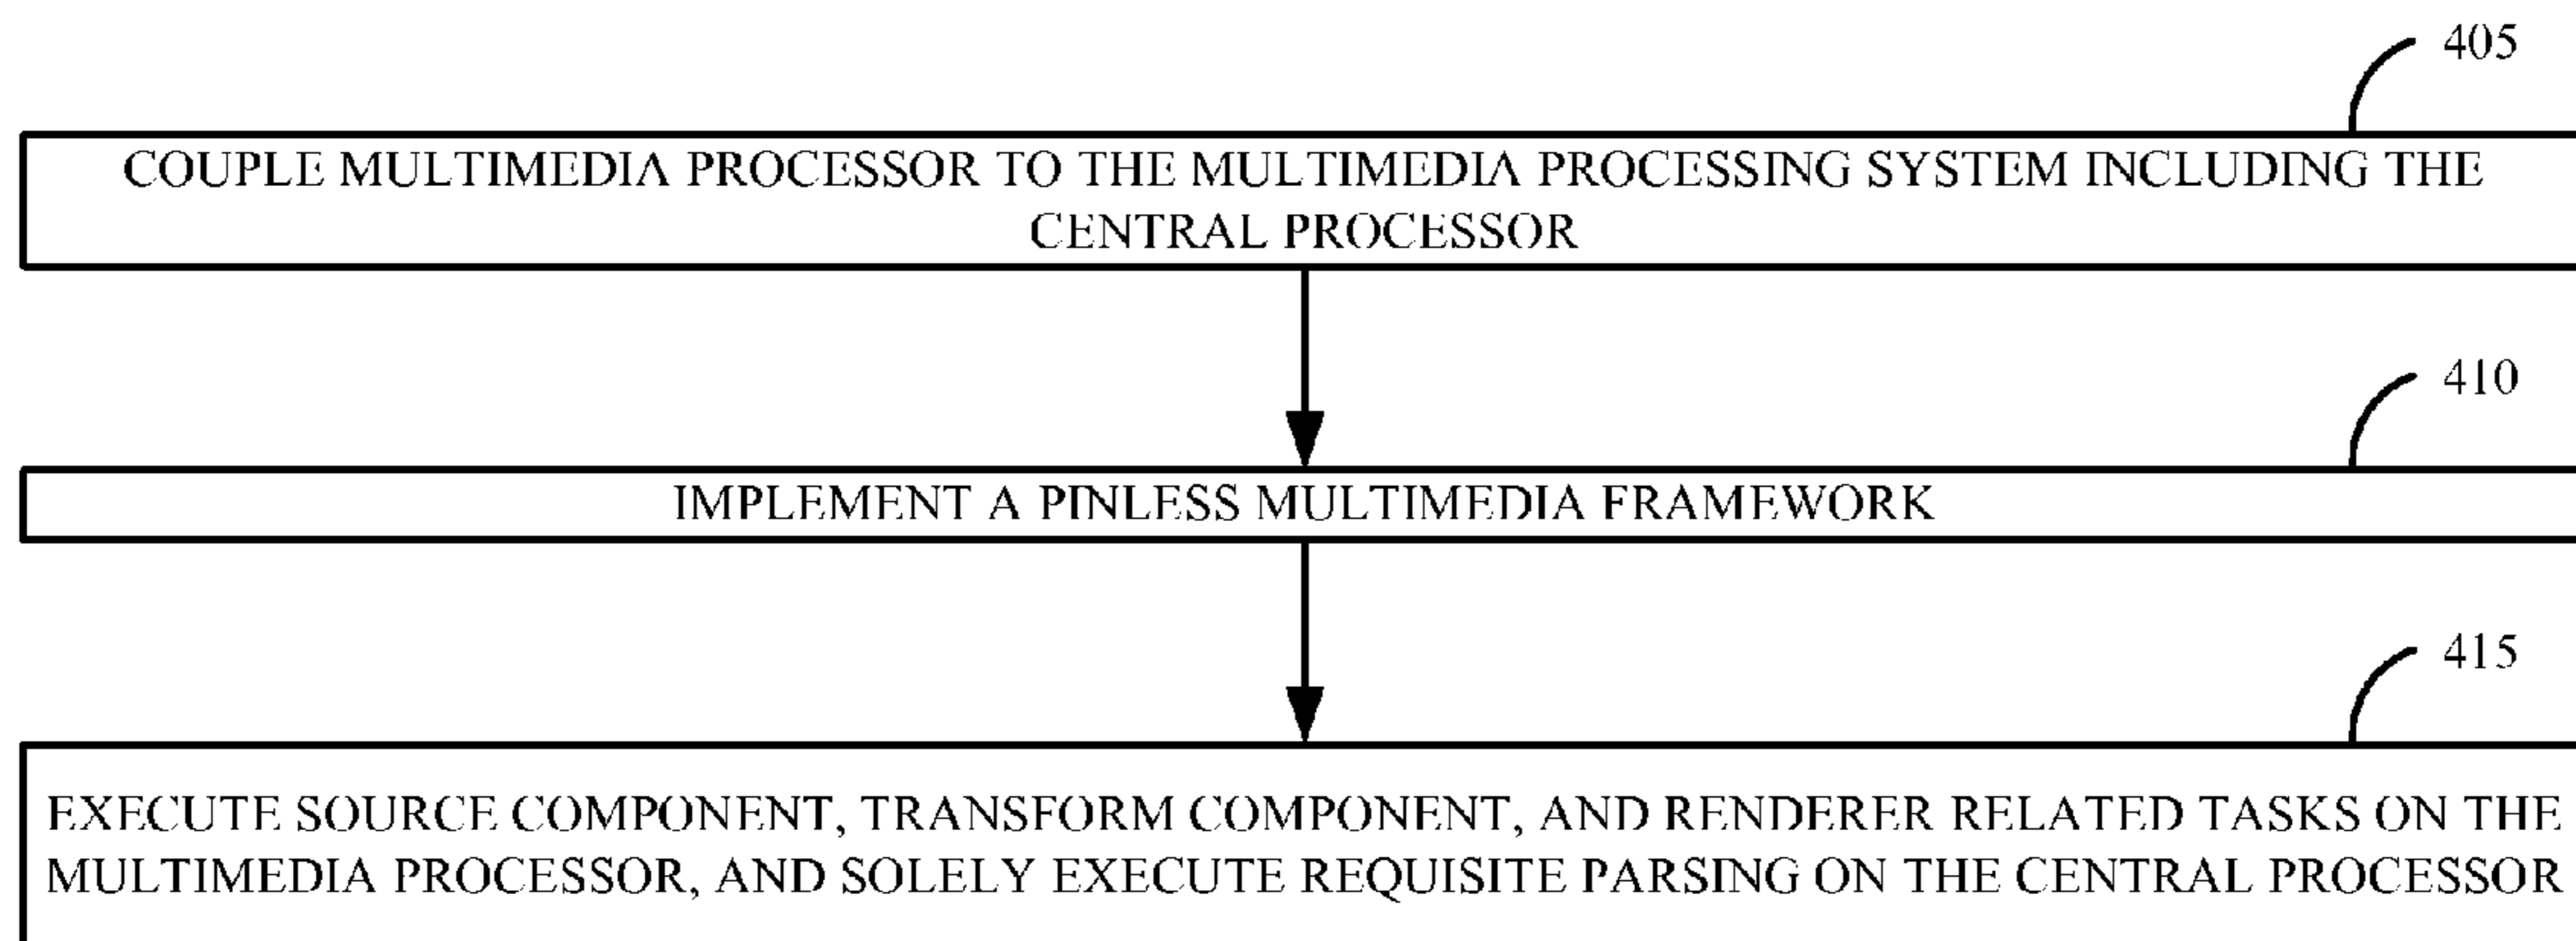 405
COUPLE MULTIMEDIA PROCESSOR TO THE MULTIMEDIA PROCESSING SYSTEM INCLUDING THE
CENTRAL PROCESSOR
410
IMPLEMENT A PINLESS MULTIMEDIA FRAMEWORK
415
EXECUTE SOURCE COMPONENT, TRANSFORM COMPONENT, AND RENDERER RELATED TASKS ON THE
MULTIMEDIA PROCESSOR, AND SOLELY EXECUTE REQUISITE PARSING ON THE CENTRAL PROCESSOR